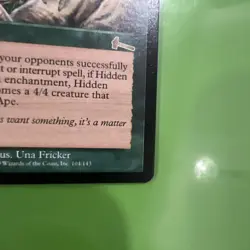 your opponents successfully
t or interrupt spell, if Hidden
enchantment, Hidden
omes a 4/4 creature that
Ape.
s want something, it's a matter
us. Una Fricker
Wizards of the Coast, Inc. 114/143